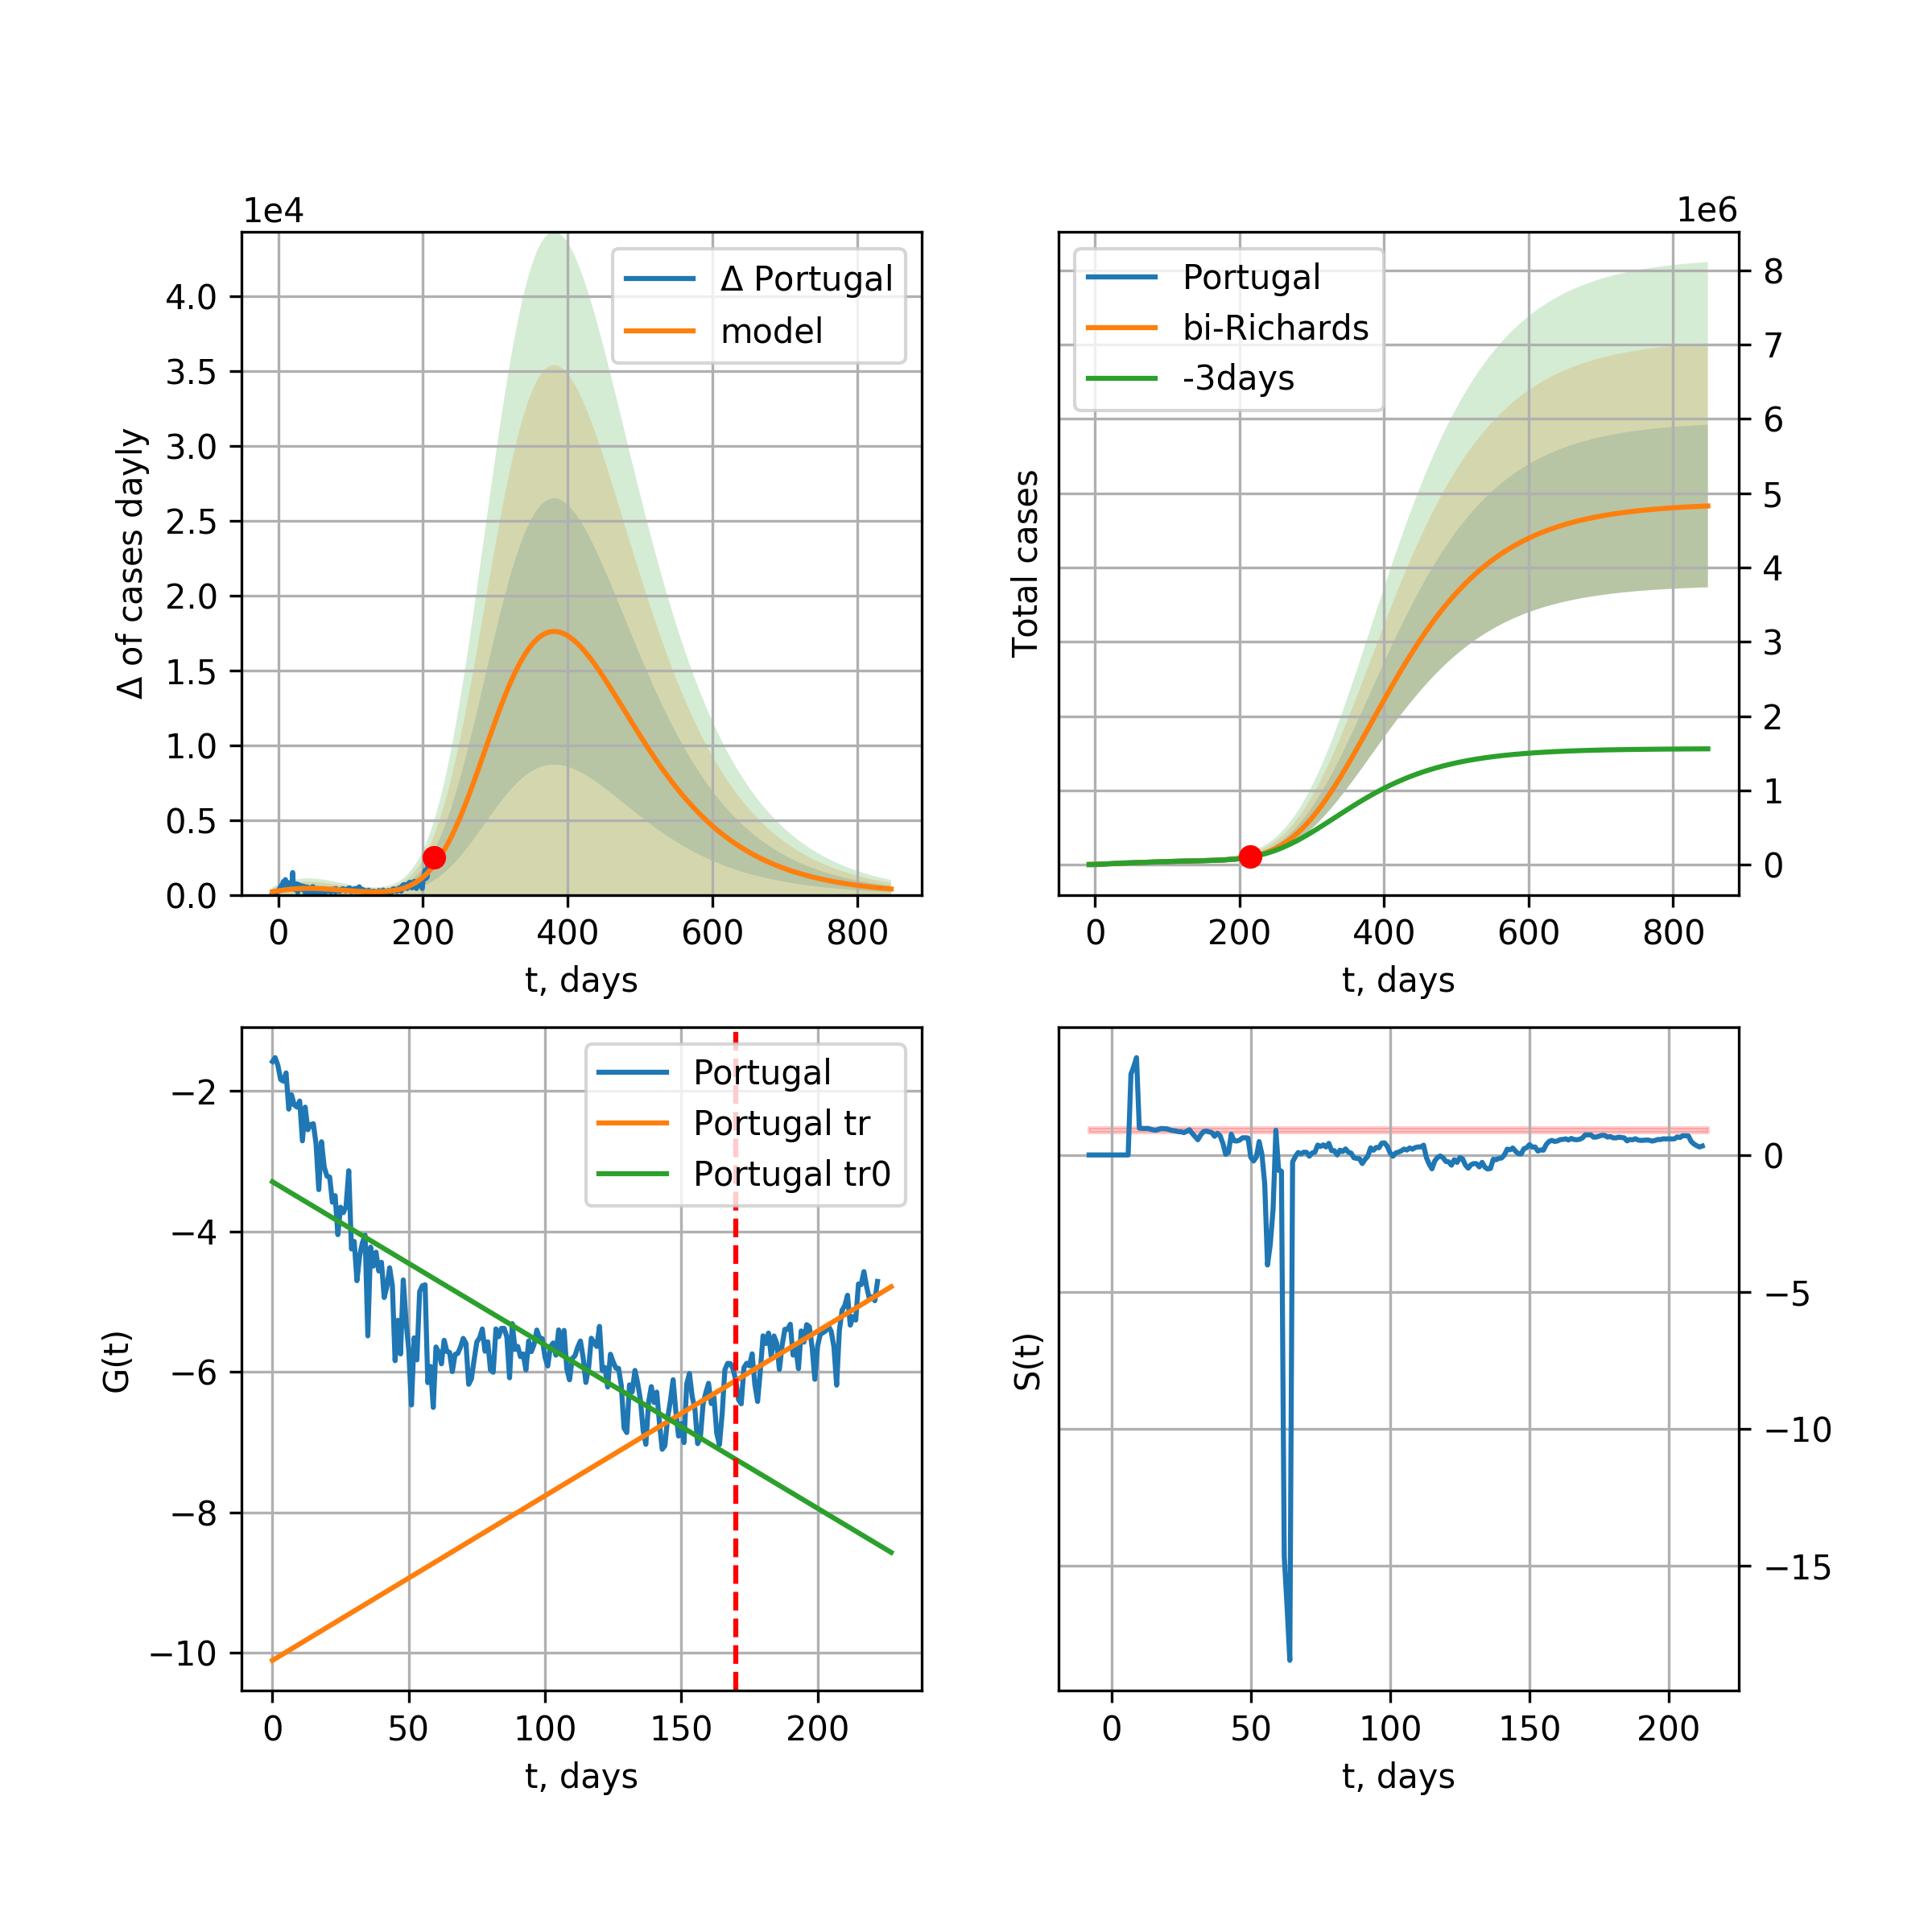 1e4
Δ of cases dayly
4.0
3.5
3.0
2.5
2.0
1.5
1.0
0.5
0.0
0 200 400 600 800
t, days
Δ Portugal
model
1e6
Total cases
8
7
6
5
4
3
2
1
0
0 200 400 600 800
t, days
Portugal
bi-Richards
-3days
G(t)
−2
−4
−6
−8
−10
0 50 100 150 200
t, days
Portugal
Portugal tr
Portugal tr0
S(t)
0
−5
−10
−15
0 50 100 150 200
t, days